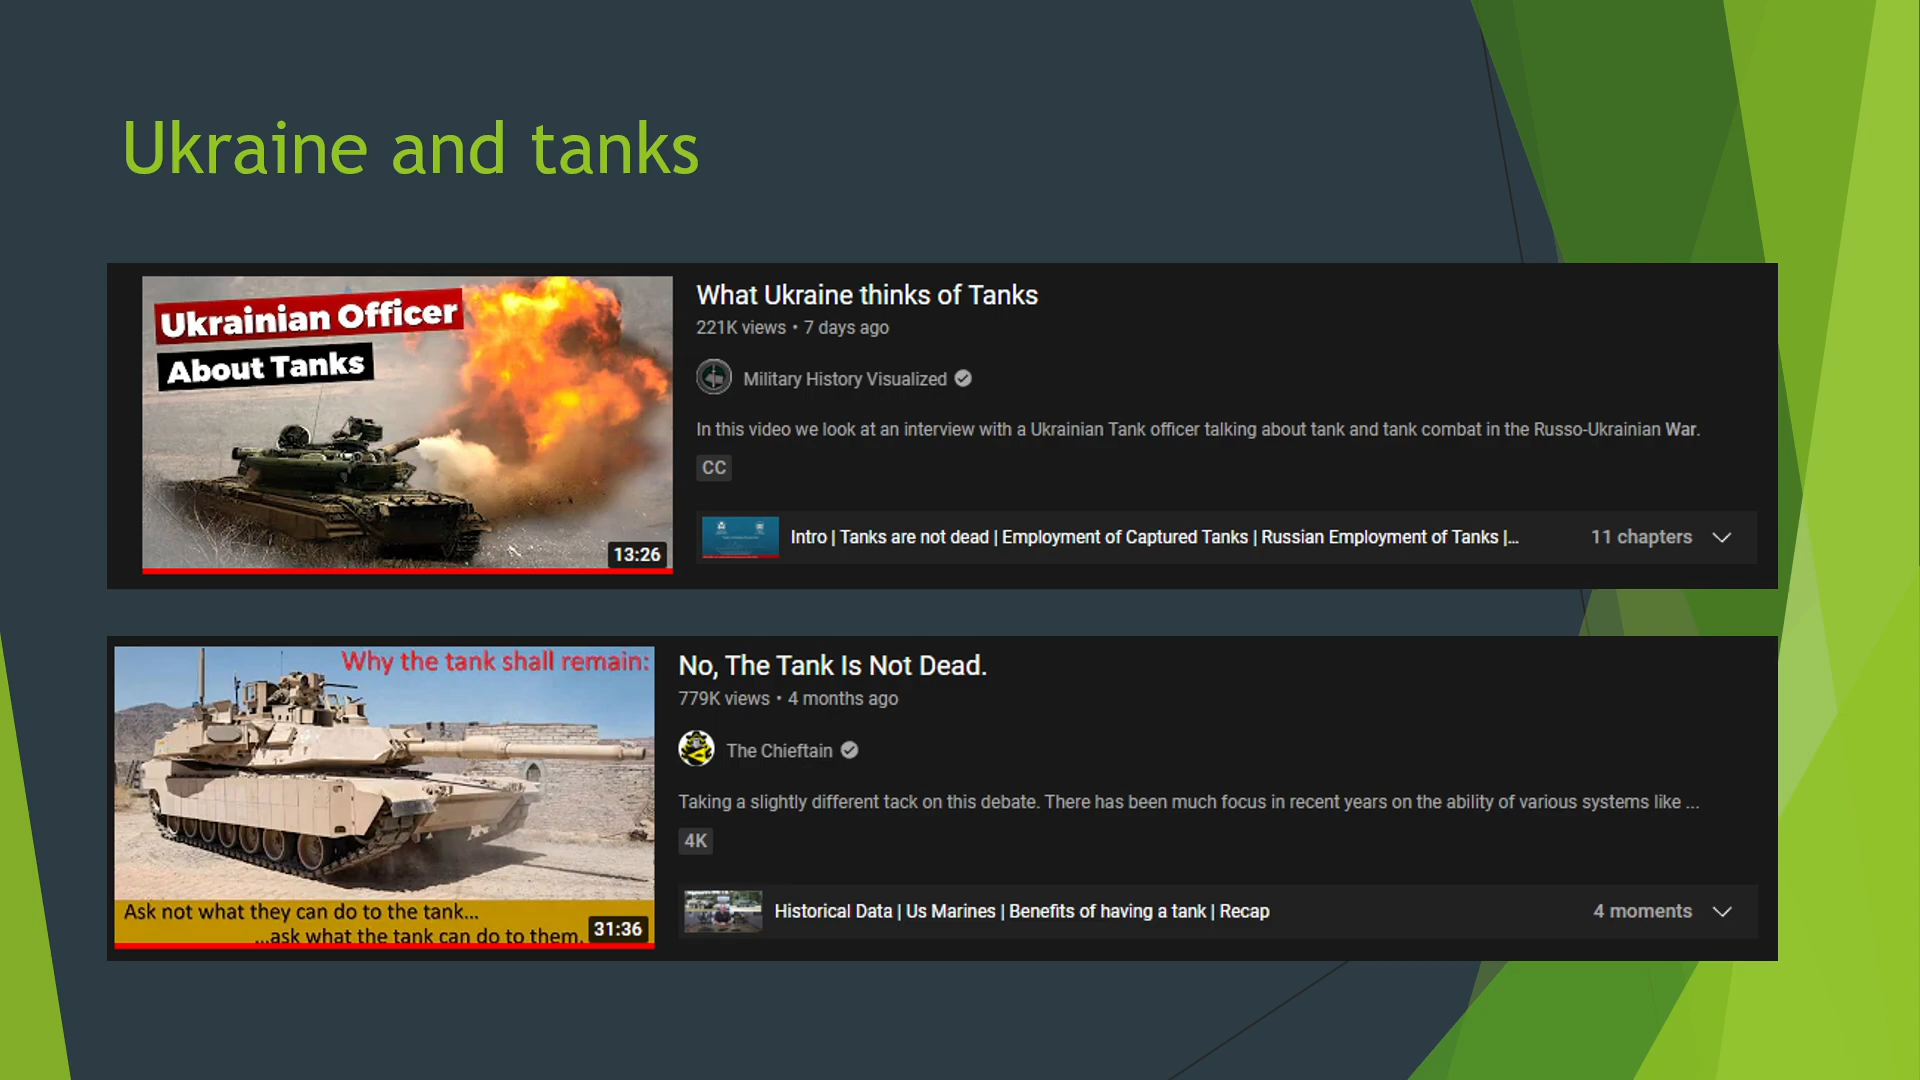 Ukraine and tanks
Ukrainian Officer
About Tanks
13:26
What Ukraine thinks of Tanks
221K views • 7 days ago
Military History Visualized
In this video we look at an interview with a Ukrainian Tank officer talking about tank and tank combat in the Russo-Ukrainian War.
CC
Intro | Tanks are not dead | Employment of Captured Tanks | Russian Employment of Tanks |...
11 chapters
Why the tank shall remain:
Ask not what they can do to the tank...
...ask what the tank can do to them.
31:36
No, The Tank Is Not Dead.
779K views • 4 months ago
The Chieftain
Taking a slightly different tack on this debate. There has been much focus in recent years on the ability of various systems like ...
4K
Historical Data | Us Marines | Benefits of having a tank | Recap
4 moments